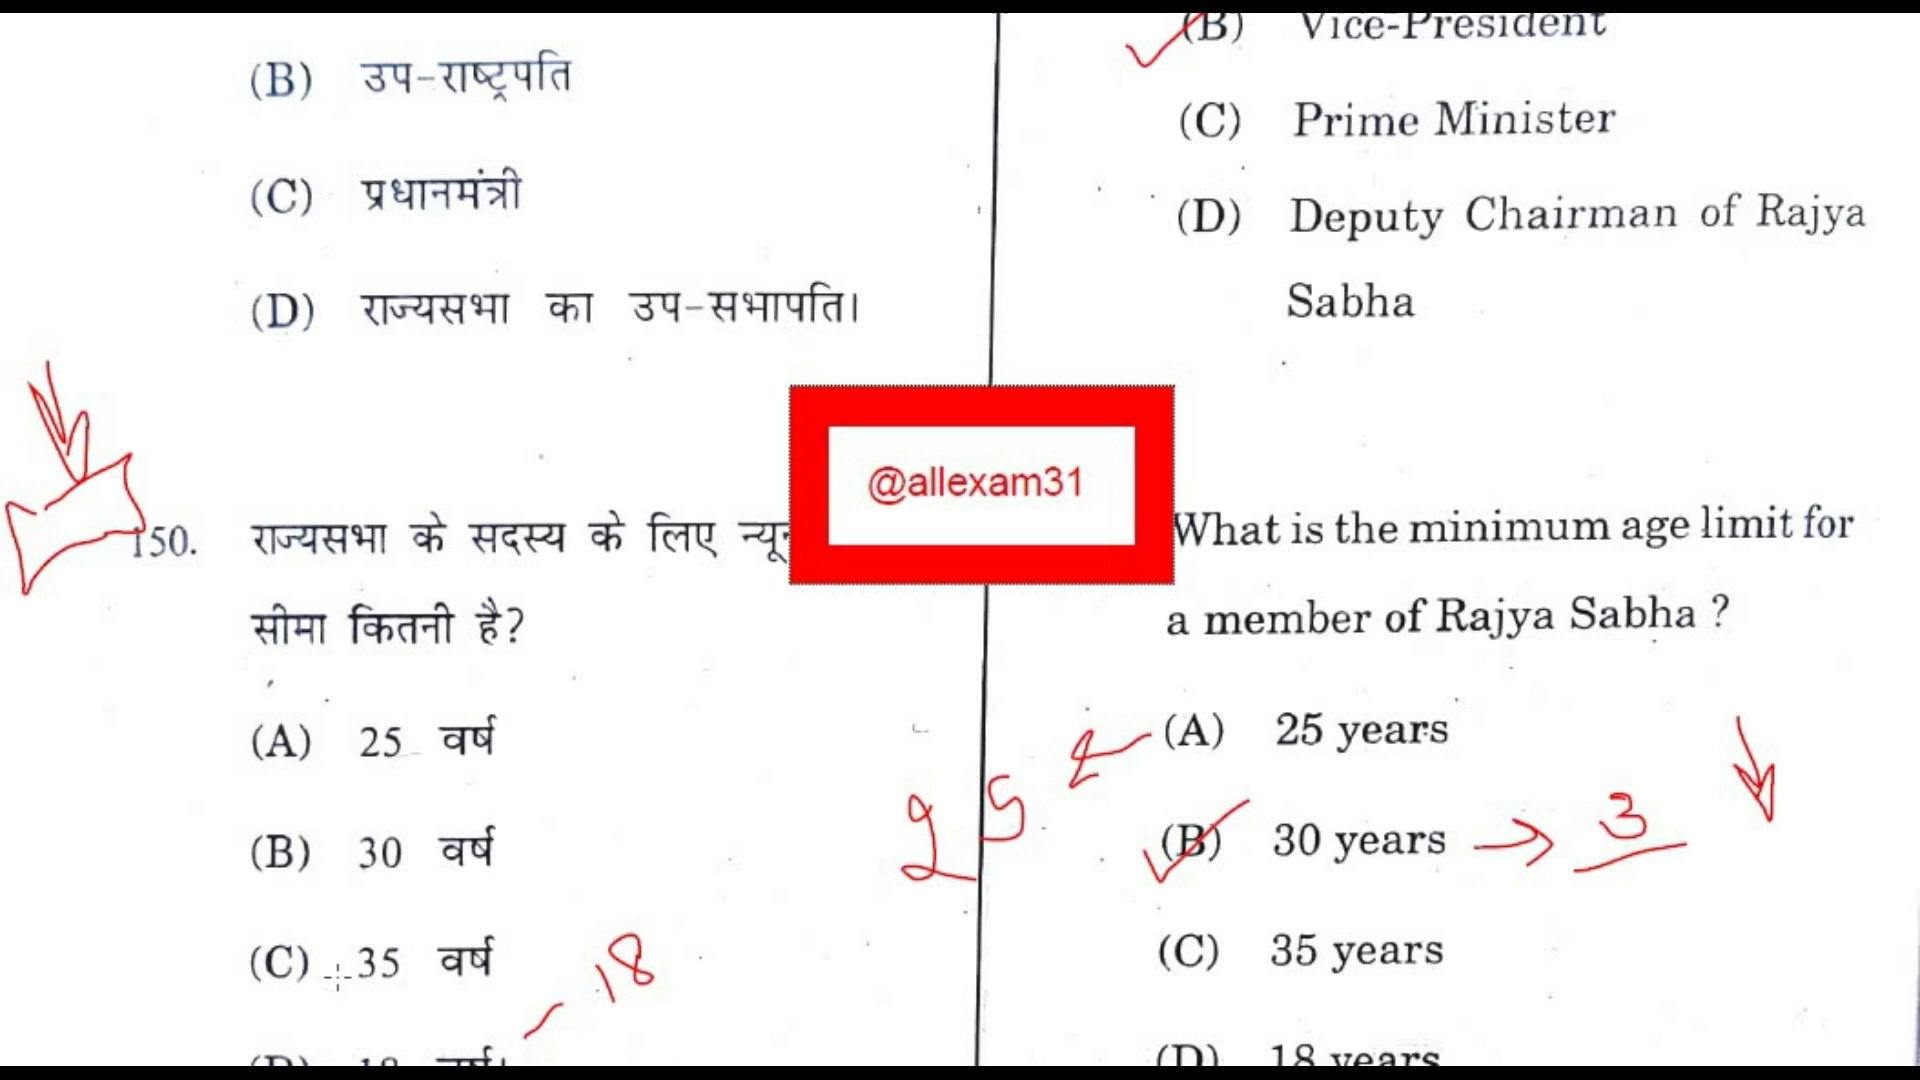 (B) उप-राष्ट्रपति
(C) प्रधानमंत्री
(D) राज्यसभा का उप-सभापति।
150. राज्यसभा के सदस्य के लिए
सीमा कितनी है?
(A) 25 वर्ष
(B) 30 वर्ष
(C) 35 वर्ष
18
(B) Vice-President
(C) Prime Minister
(D) Deputy Chairman of Rajya
Sabha
@allexam31
What is the minimum age limit for
a member of Rajya Sabha ?
(A) 25 years
25
(B) 30 years
3
(C) 35 years
(D) 18 years